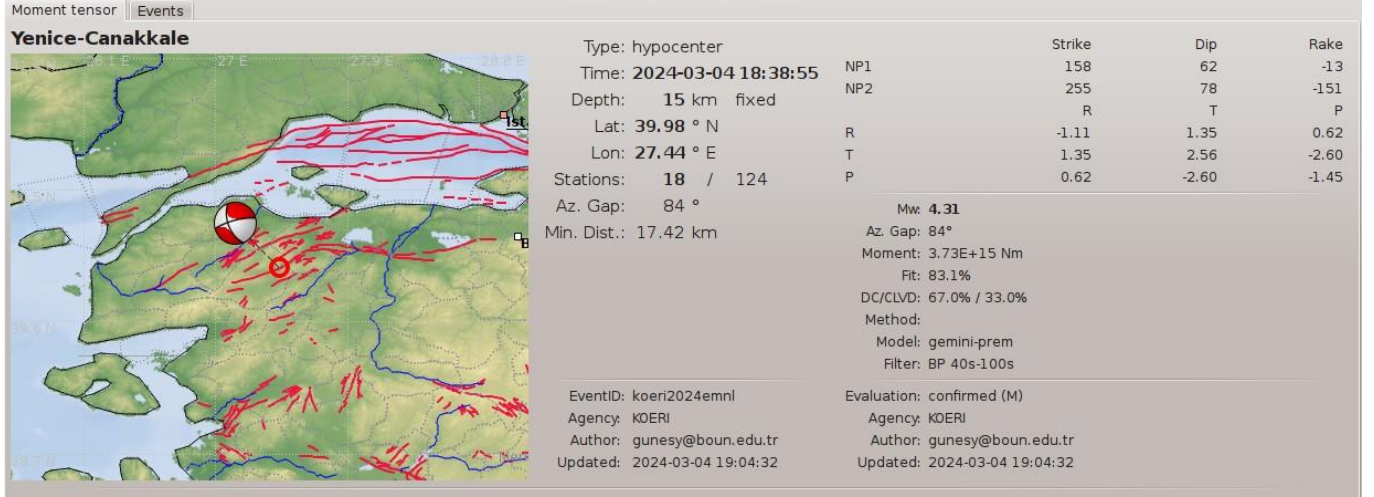 Moment tensor Events
Yenice-Canakkale
27 E 27.9 E 28.8 E
Ist
39.6 N
38.7 N
Type: hypocenter
Time: 2024-03-04 18:38:55
Depth: 15 km fixed
Lat: 39.98 ° N
Lon: 27.44 ° E
Stations: 18 / 124
Az. Gap: 84 °
Min. Dist.: 17.42 km
Strike Dip Rake
NP1 158 62 -13
NP2 255 78 -151
R T P
R -1.11 1.35 0.62
T 1.35 2.56 -2.60
P 0.62 -2.60 -1.45
Mw: 4.31
Az. Gap: 84°
Moment: 3.73E+15 Nm
Fit: 83.1%
DC/CLVD: 67.0% / 33.0%
Method:
Model: gemini-prem
Filter: BP 40s-100s
EventID: koeri2024emnl
Agency: KOERI
Author: gunesy@boun.edu.tr
Updated: 2024-03-04 19:04:32
Evaluation: confirmed (M)
Agency: KOERI
Author: gunesy@boun.edu.tr
Updated: 2024-03-04 19:04:32